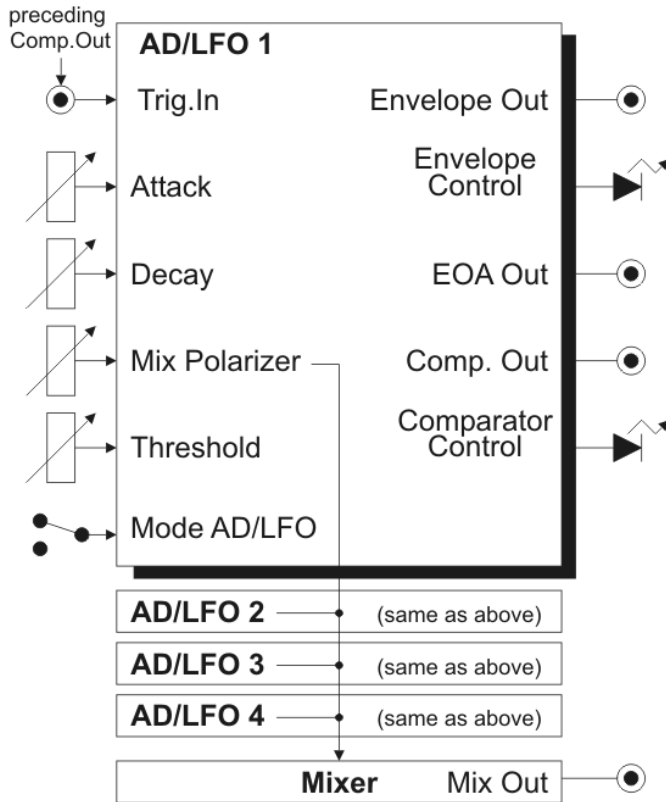 preceding
Comp.Out
AD/LFO 1
Trig.In
Envelope Out
Attack
Envelope
Control
Decay
EOA Out
Mix Polarizer
Comp. Out
Threshold
Comparator
Control
Mode AD/LFO
AD/LFO 2 (same as above)
AD/LFO 3 (same as above)
AD/LFO 4 (same as above)
Mixer Mix Out